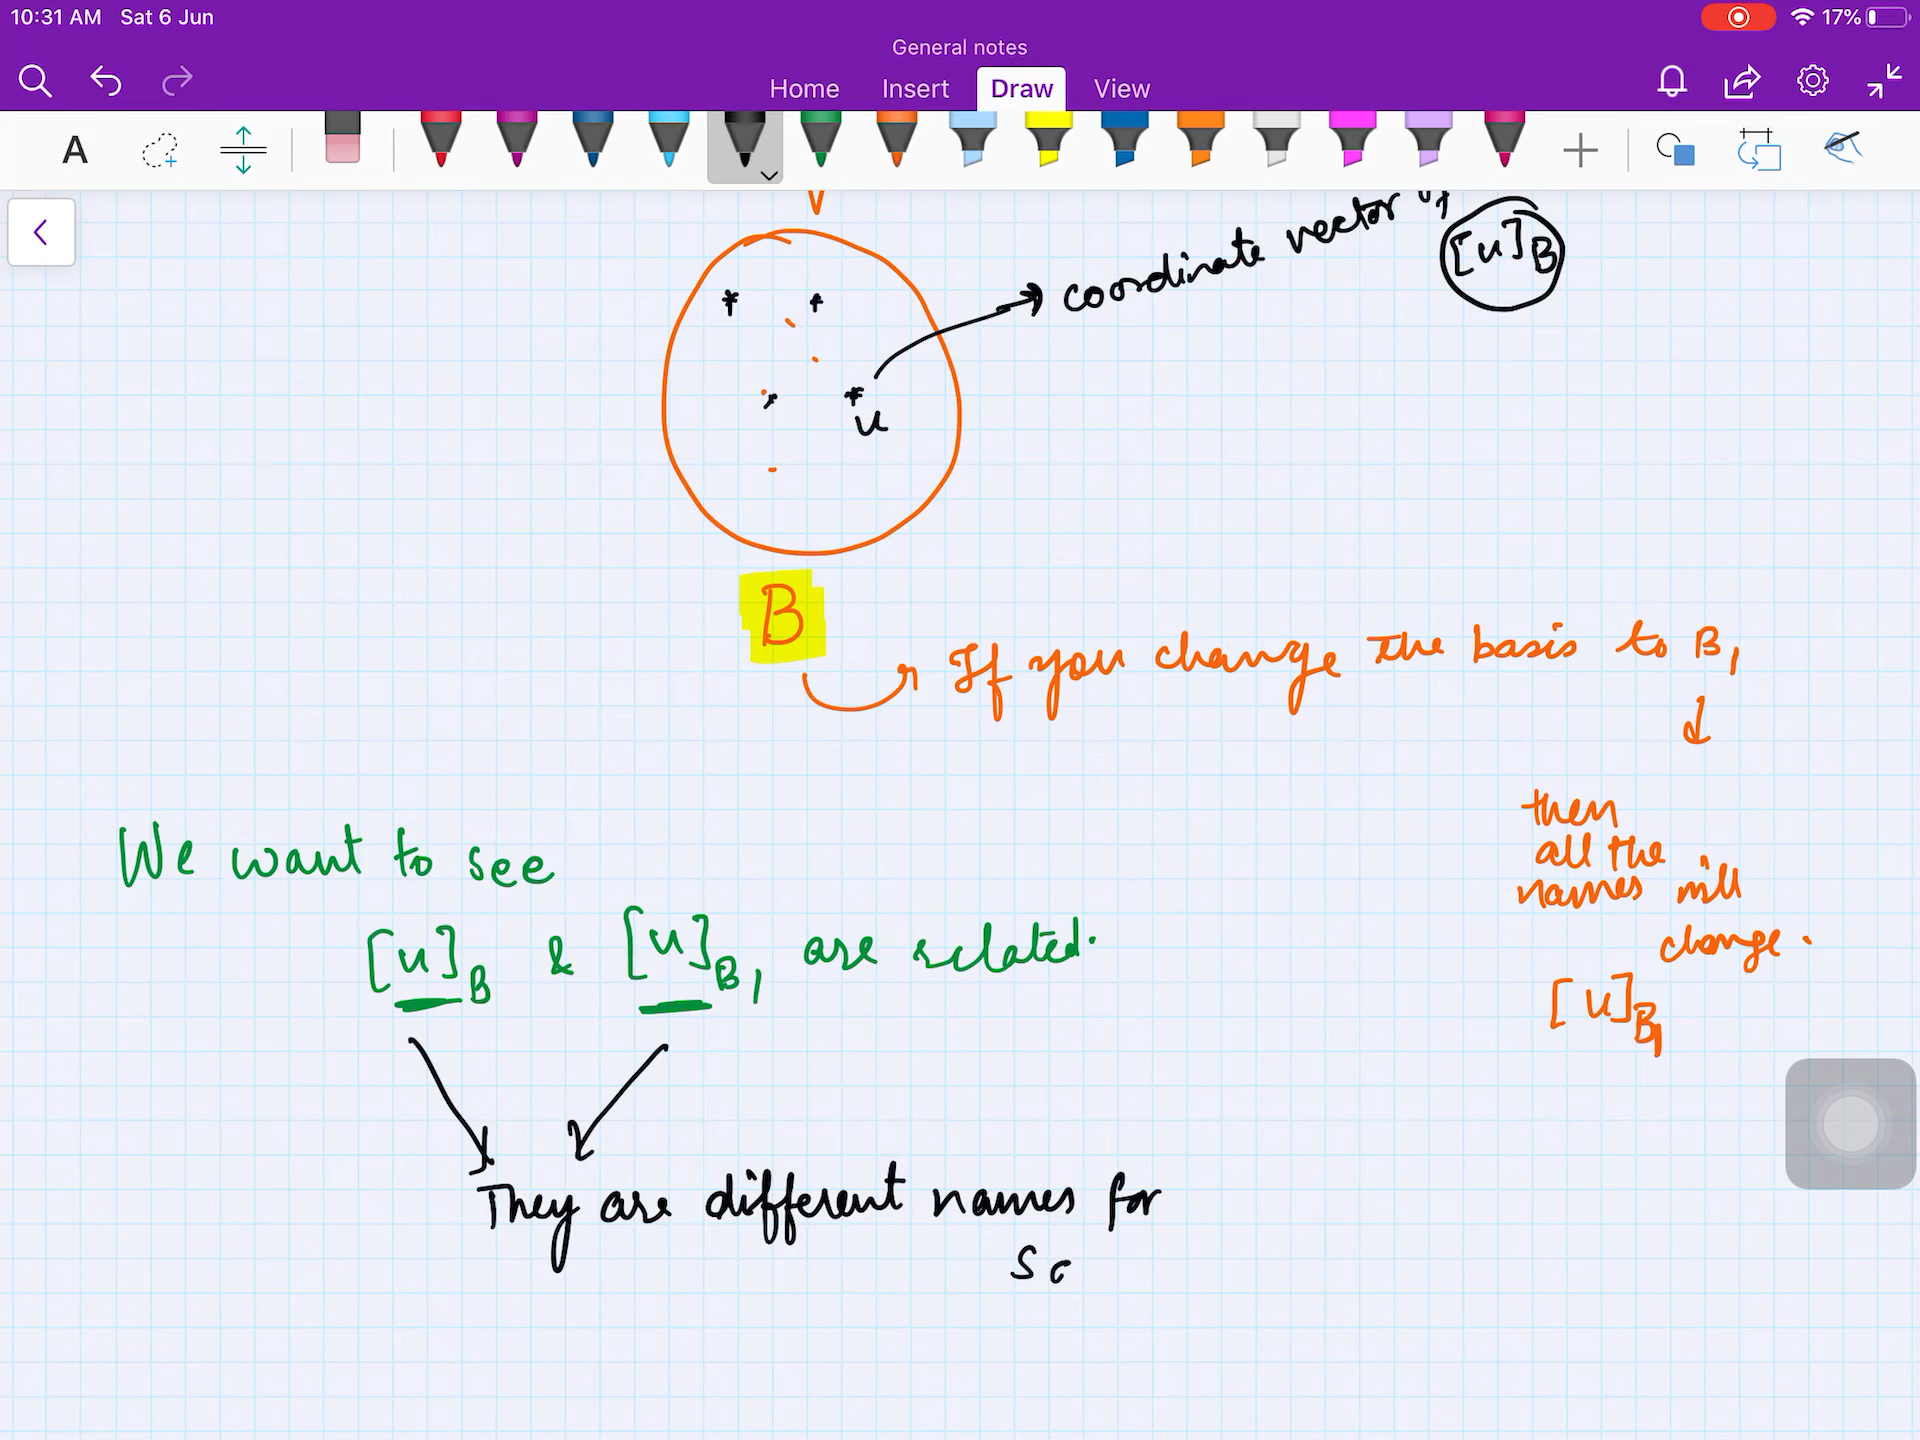 10:31 AM Sat 6 Jun
17%
General notes
Home Insert Draw View
A
V
coordinate vector of
[u]B
u
B
If you change the basis to B1
then
all the
names will
change.
[u]B1
We want to see
[u]B & [u]B1 are related.
They are different names for
sa